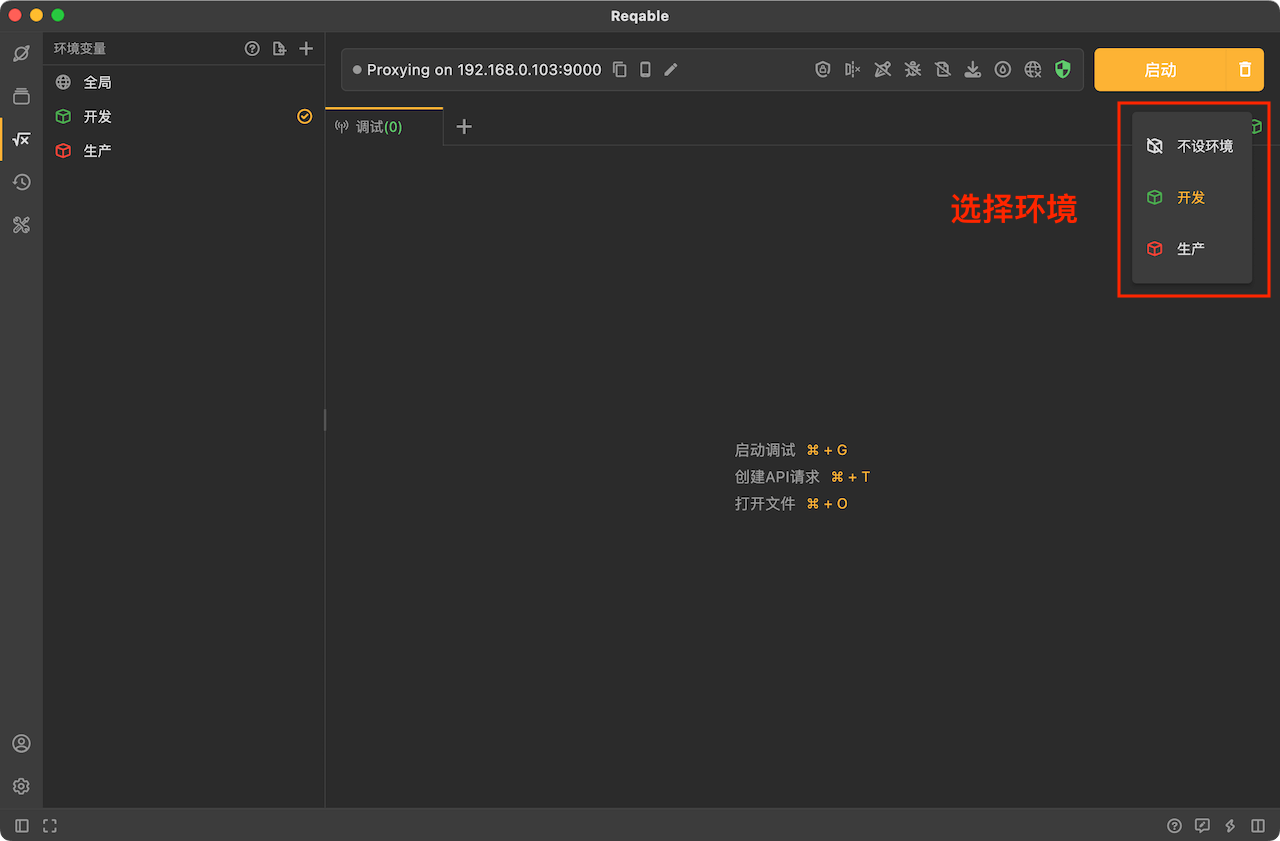 Reqable
环境变量
全局
开发
生产
Proxying on 192.168.0.103:9000
启动
调试(0)
不设环境
开发
生产
选择环境
启动调试 ⌘ + G
创建API请求 ⌘ + T
打开文件 ⌘ + O